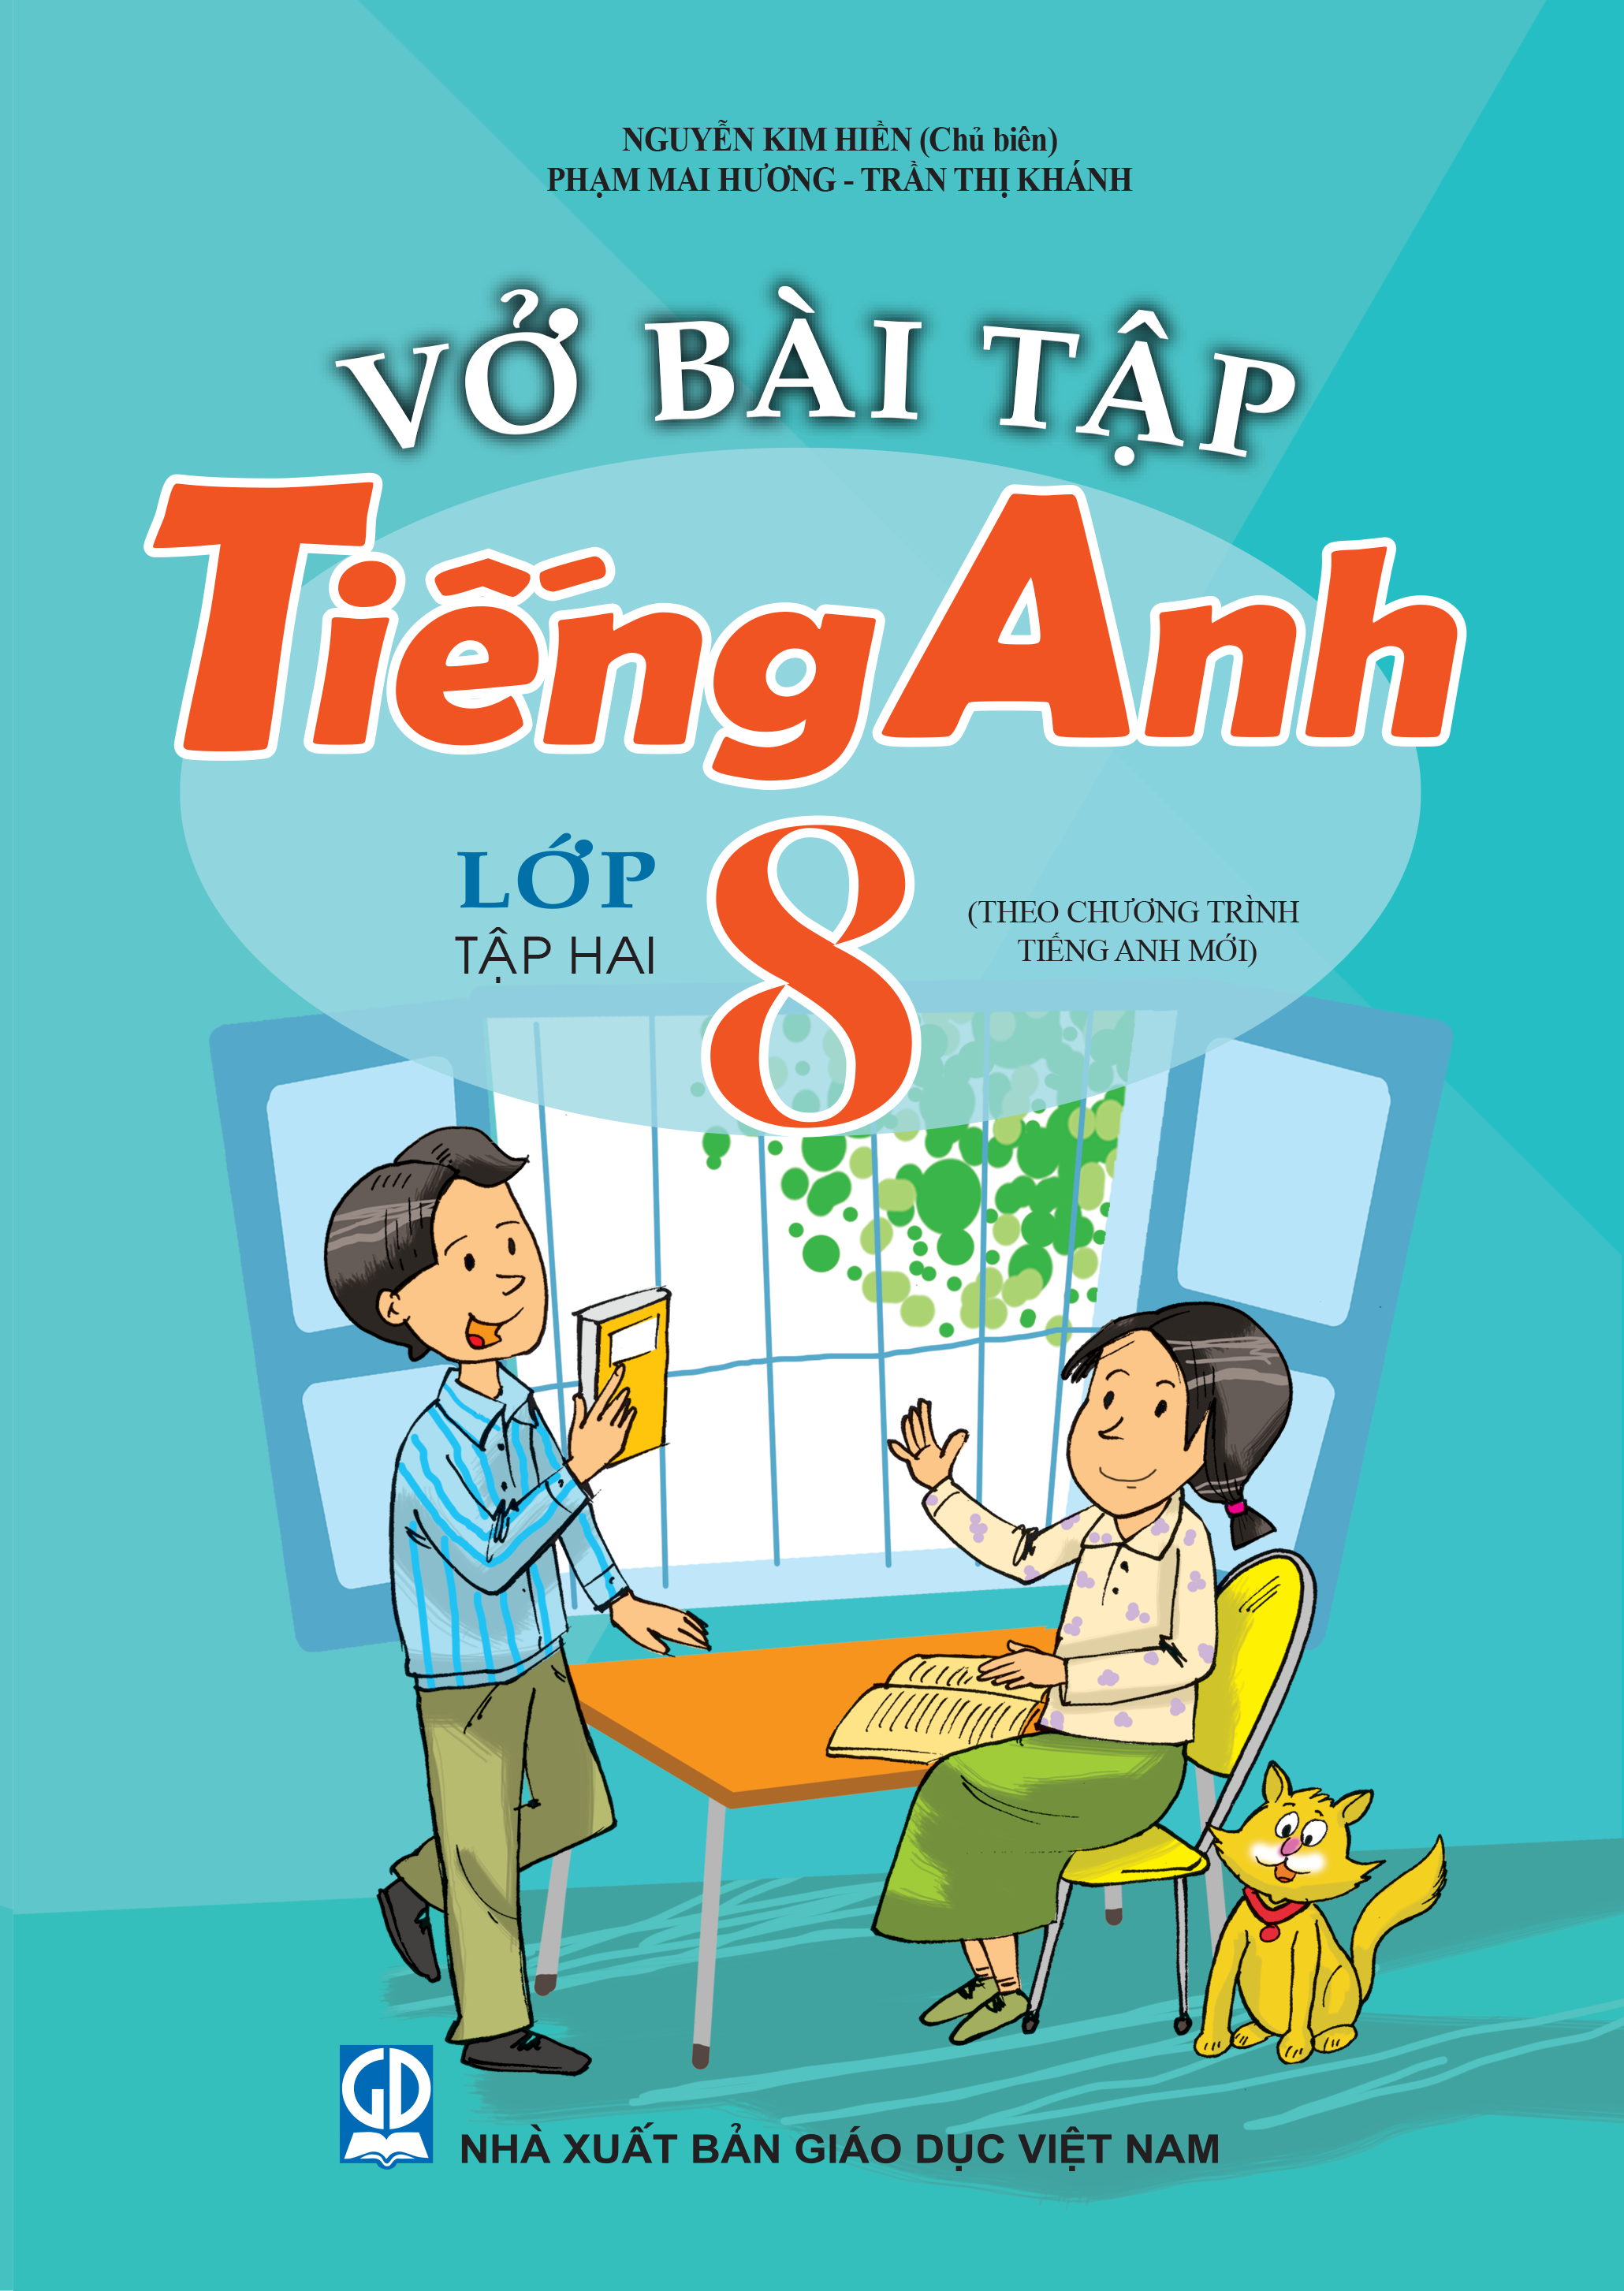 NGUYỄN KIM HIỀN (Chủ biên)
PHẠM MAI HƯƠNG - TRẦN THỊ KHÁNH
VỞ BÀI TẬP
Tiếng Anh
LỚP 8
TẬP HAI
(THEO CHƯƠNG TRÌNH
TIẾNG ANH MỚI)
GD
NHÀ XUẤT BẢN GIÁO DỤC VIỆT NAM